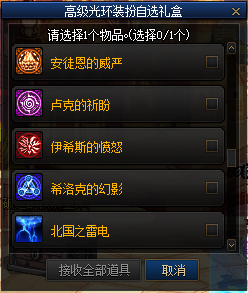 高级光环装扮自选礼盒
请选择1个物品。(选择0/1个)
安徒恩的威严
卢克的祈盼
伊希斯的愤怒
希洛克的幻影
北国之雷电
接收全部道具
取消